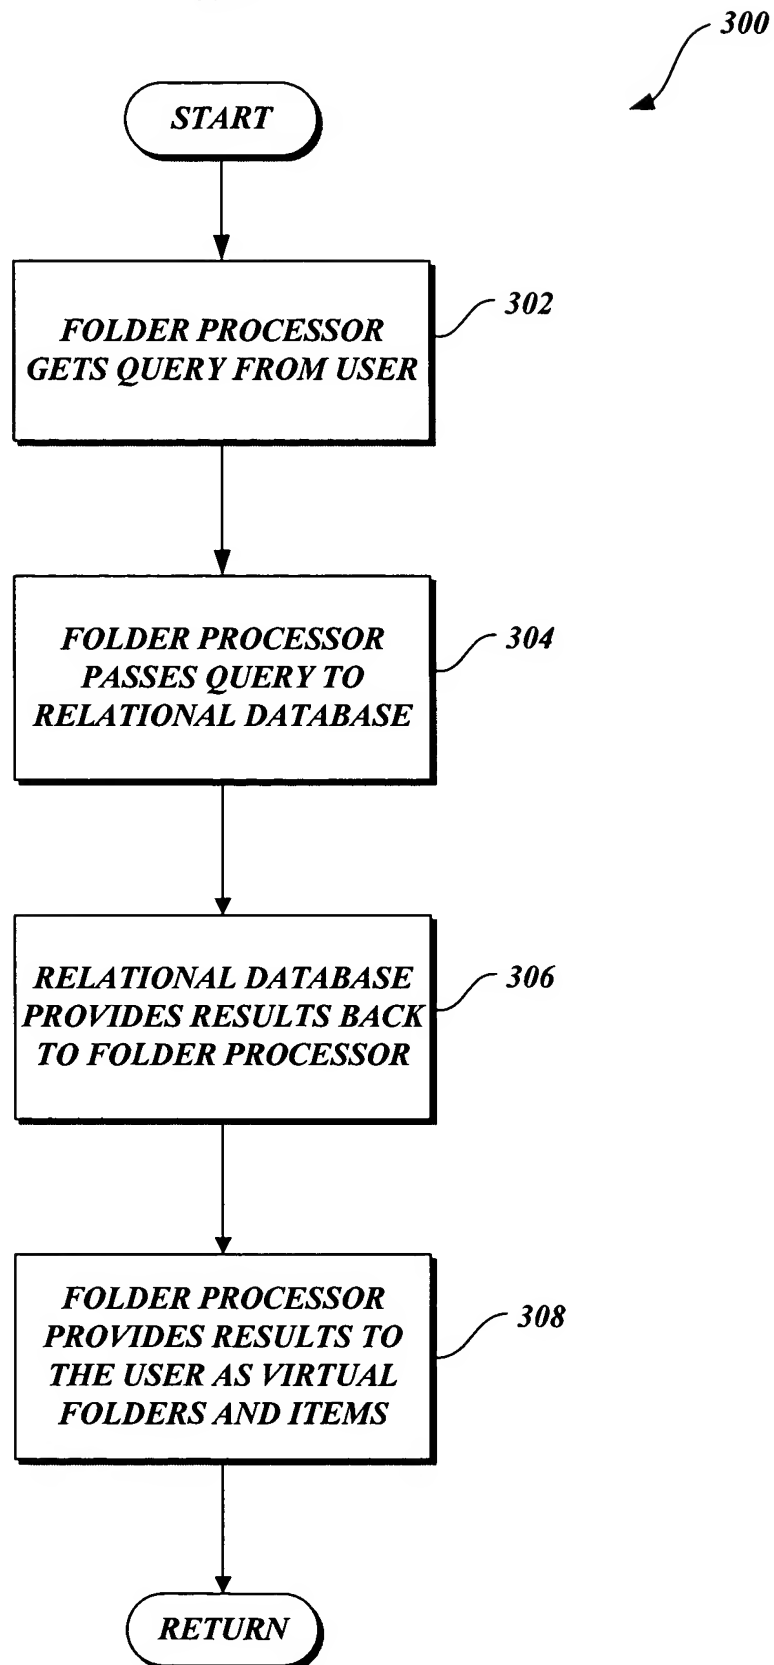 300
START
FOLDER PROCESSOR
GETS QUERY FROM USER
302
FOLDER PROCESSOR
PASSES QUERY TO
RELATIONAL DATABASE
304
RELATIONAL DATABASE
PROVIDES RESULTS BACK
TO FOLDER PROCESSOR
306
FOLDER PROCESSOR
PROVIDES RESULTS TO
THE USER AS VIRTUAL
FOLDERS AND ITEMS
308
RETURN